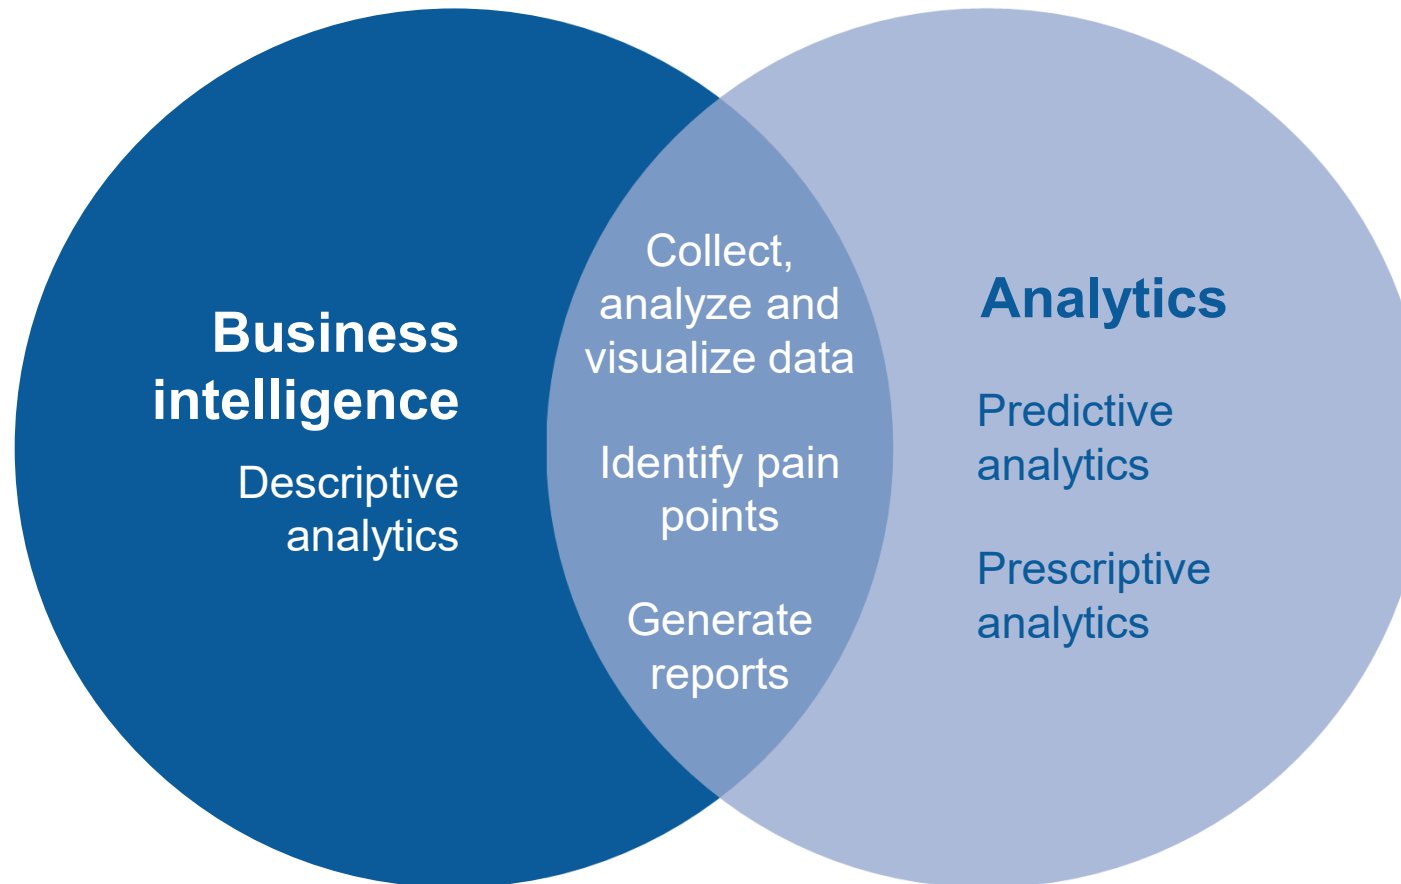 Business
intelligence
Descriptive
analytics
Collect,
analyze and
visualize data
Identify pain
points
Generate
reports
Analytics
Predictive
analytics
Prescriptive
analytics